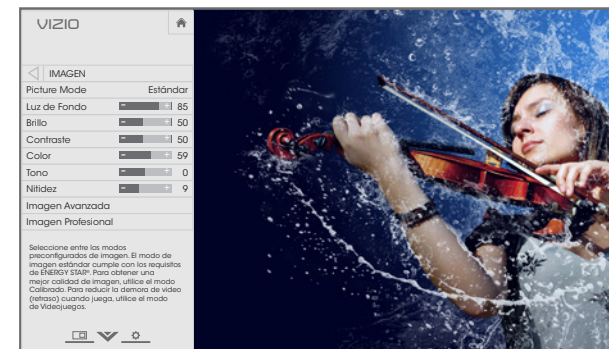 VIZIO
IMAGEN
Picture Mode Estándar
Luz de Fondo 85
Brillo 50
Contraste 50
Color 59
Tono 0
Nitidez 9
Imagen Avanzada
Imagen Profesional
Seleccione entre los modos
preconfigurados de imagen. El modo de
imagen estándar cumple con los requisitos
de ENERGY STAR®. Para obtener una
mejor calidad de imagen, utilice el modo
Calibrado. Para reducir la demora de video
(retraso) cuando juega, utilice el modo
de Videojuegos.